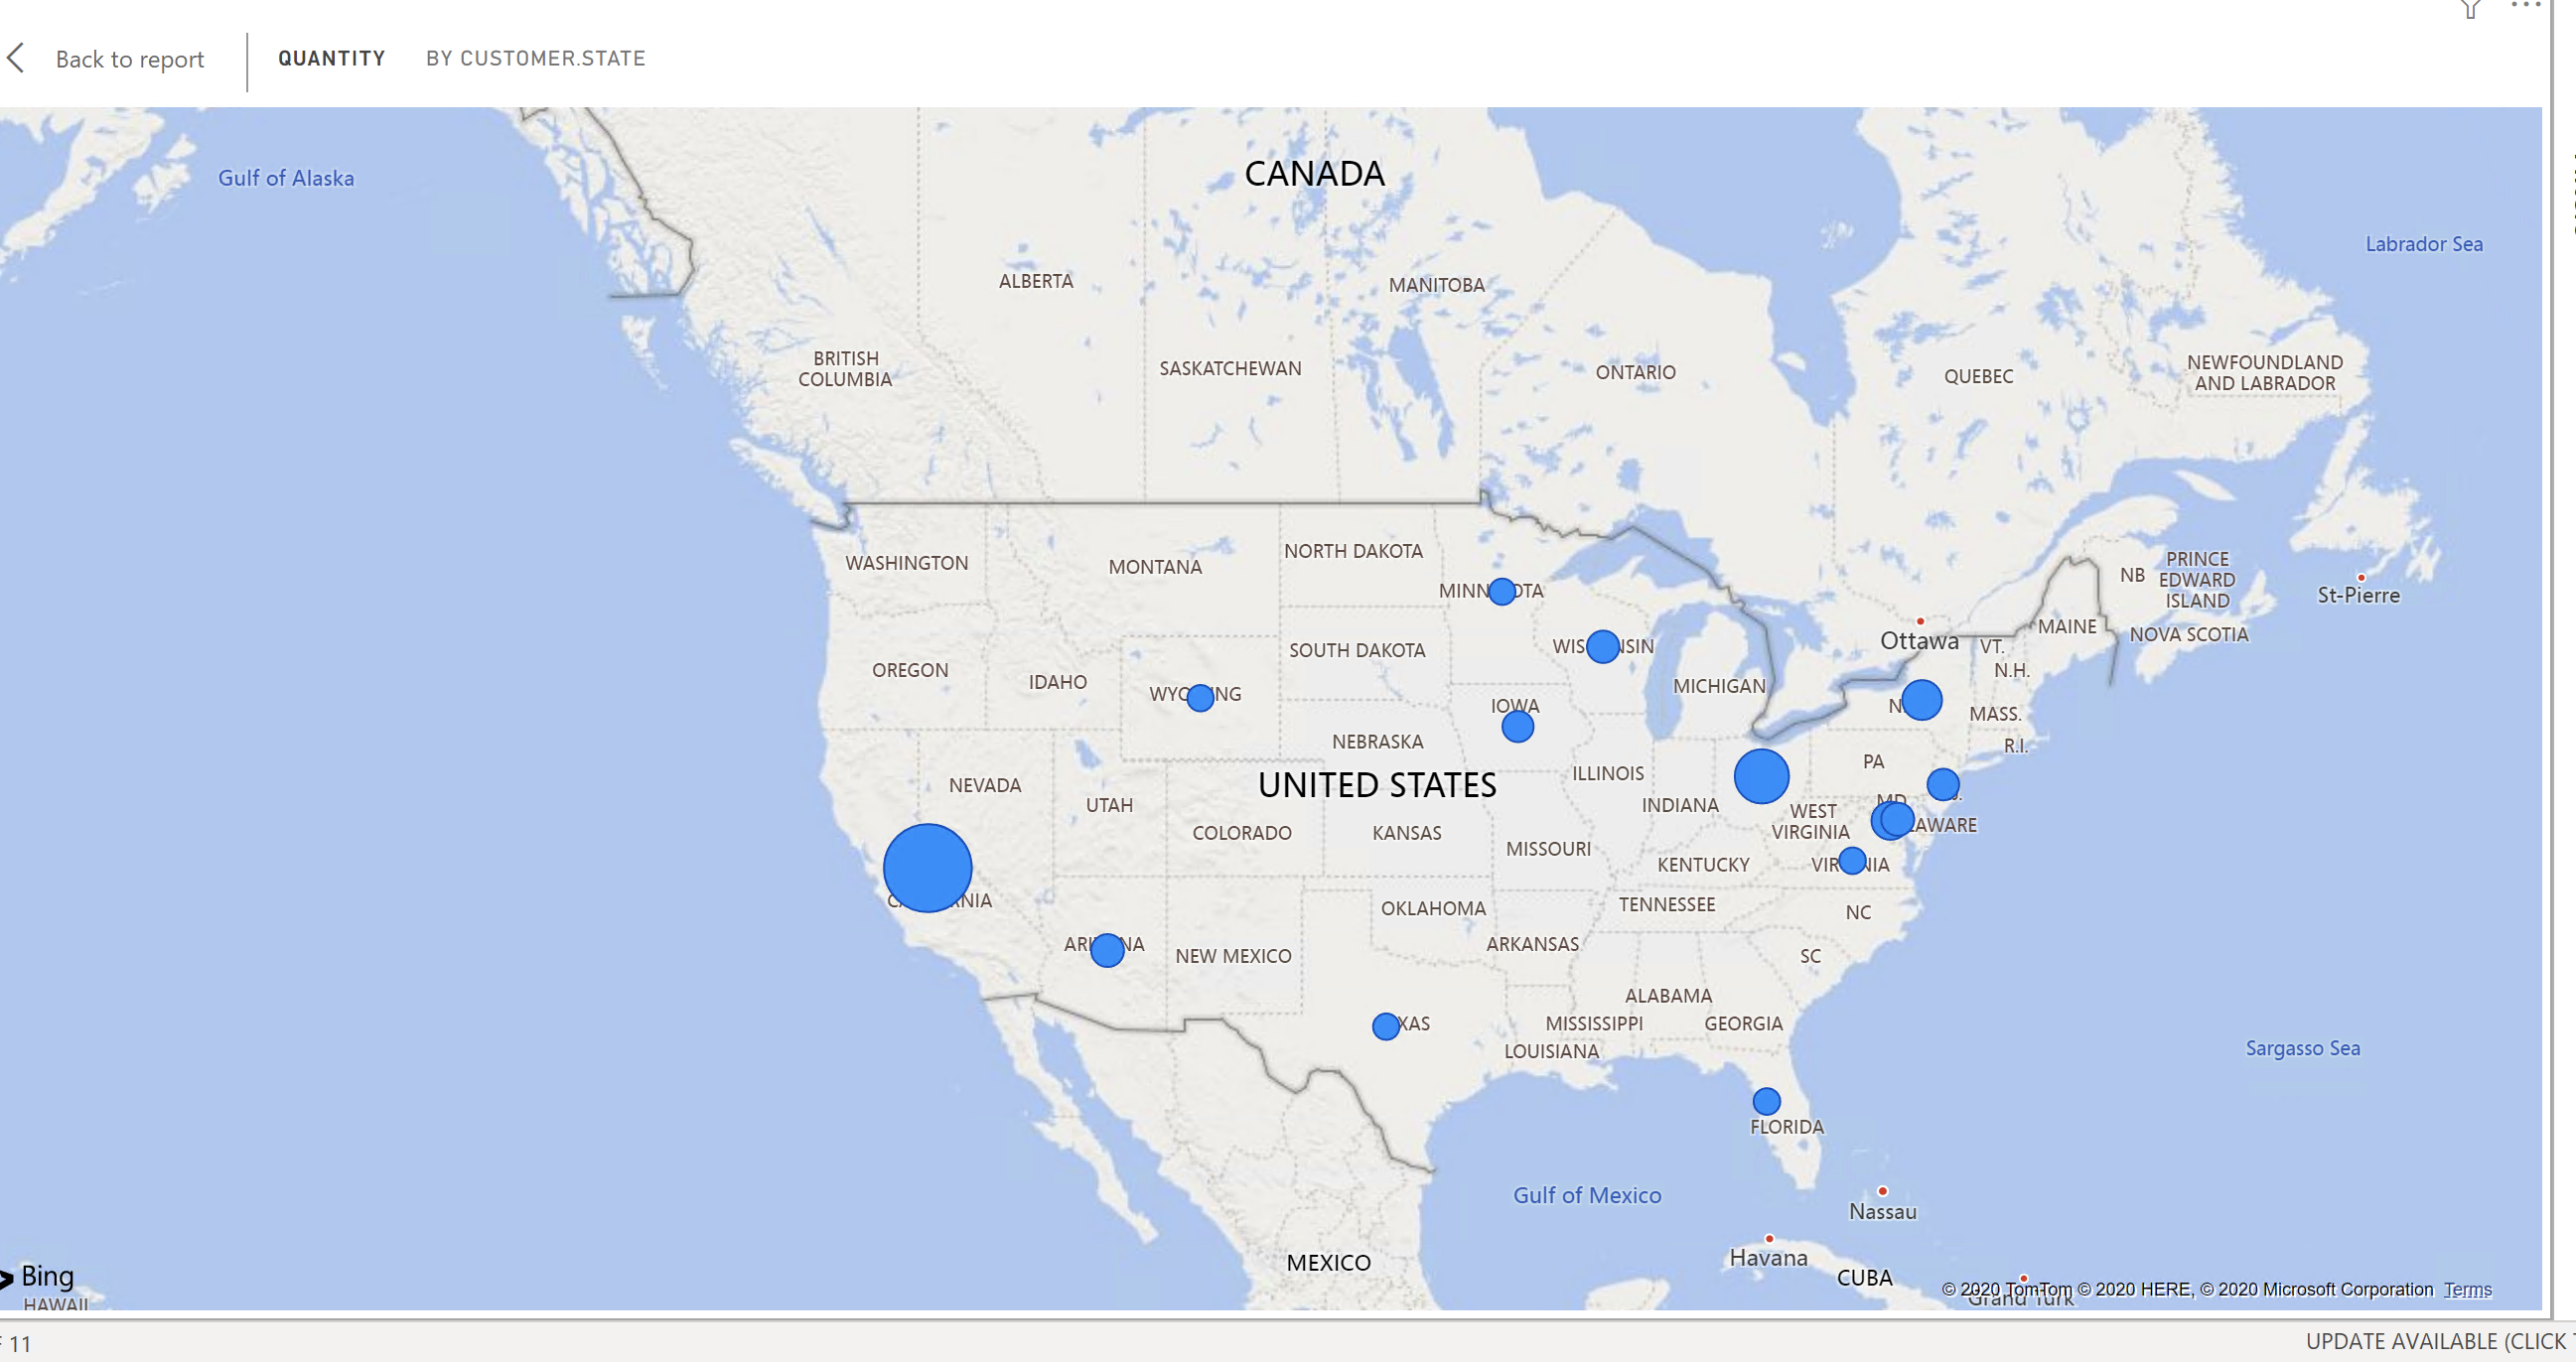 Back to report
QUANTITY BY CUSTOMER.STATE
Gulf of Alaska
CANADA
Labrador Sea
ALBERTA
MANITOBA
BRITISH
COLUMBIA
SASKATCHEWAN
ONTARIO
QUEBEC
NEWFOUNDLAND
AND LABRADOR
WASHINGTON
MONTANA
NORTH DAKOTA
NB
PRINCE
EDWARD
ISLAND
St-Pierre
Ottawa
VT.
MAINE
NOVA SCOTIA
N.H.
OREGON
IDAHO
SOUTH DAKOTA
MICHIGAN
IOWA
MASS.
R.I.
NEBRASKA
PA
NEVADA
UTAH
UNITED STATES
ILLINOIS
INDIANA
WEST
VIRGINIA
MD
COLORADO
KANSAS
MISSOURI
KENTUCKY
OKLAHOMA
TENNESSEE
NC
NEW MEXICO
ARKANSAS
SC
ALABAMA
MISSISSIPPI
GEORGIA
LOUISIANA
Sargasso Sea
FLORIDA
Gulf of Mexico
Nassau
Havana
MEXICO
CUBA
Bing
HAWAII
© 2020 TomTom © 2020 HERE, © 2020 Microsoft Corporation Terms
Grand Turk
11
UPDATE AVAILABLE (CLICK